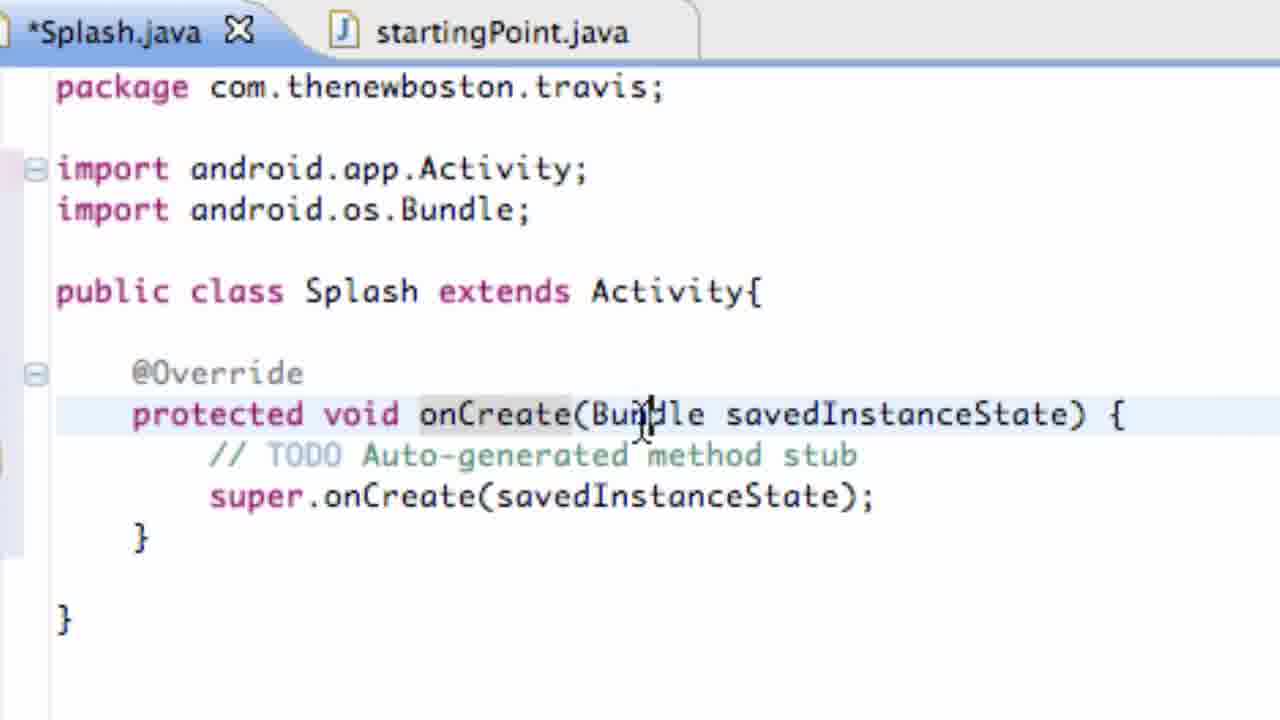 *Splash.java startingPoint.java
package com.thenewboston.travis;
import android.app.Activity;
import android.os.Bundle;
public class Splash extends Activity{
@Override
protected void onCreate(Bundle savedInstanceState) {
// TODO Auto-generated method stub
super.onCreate(savedInstanceState);
}
}